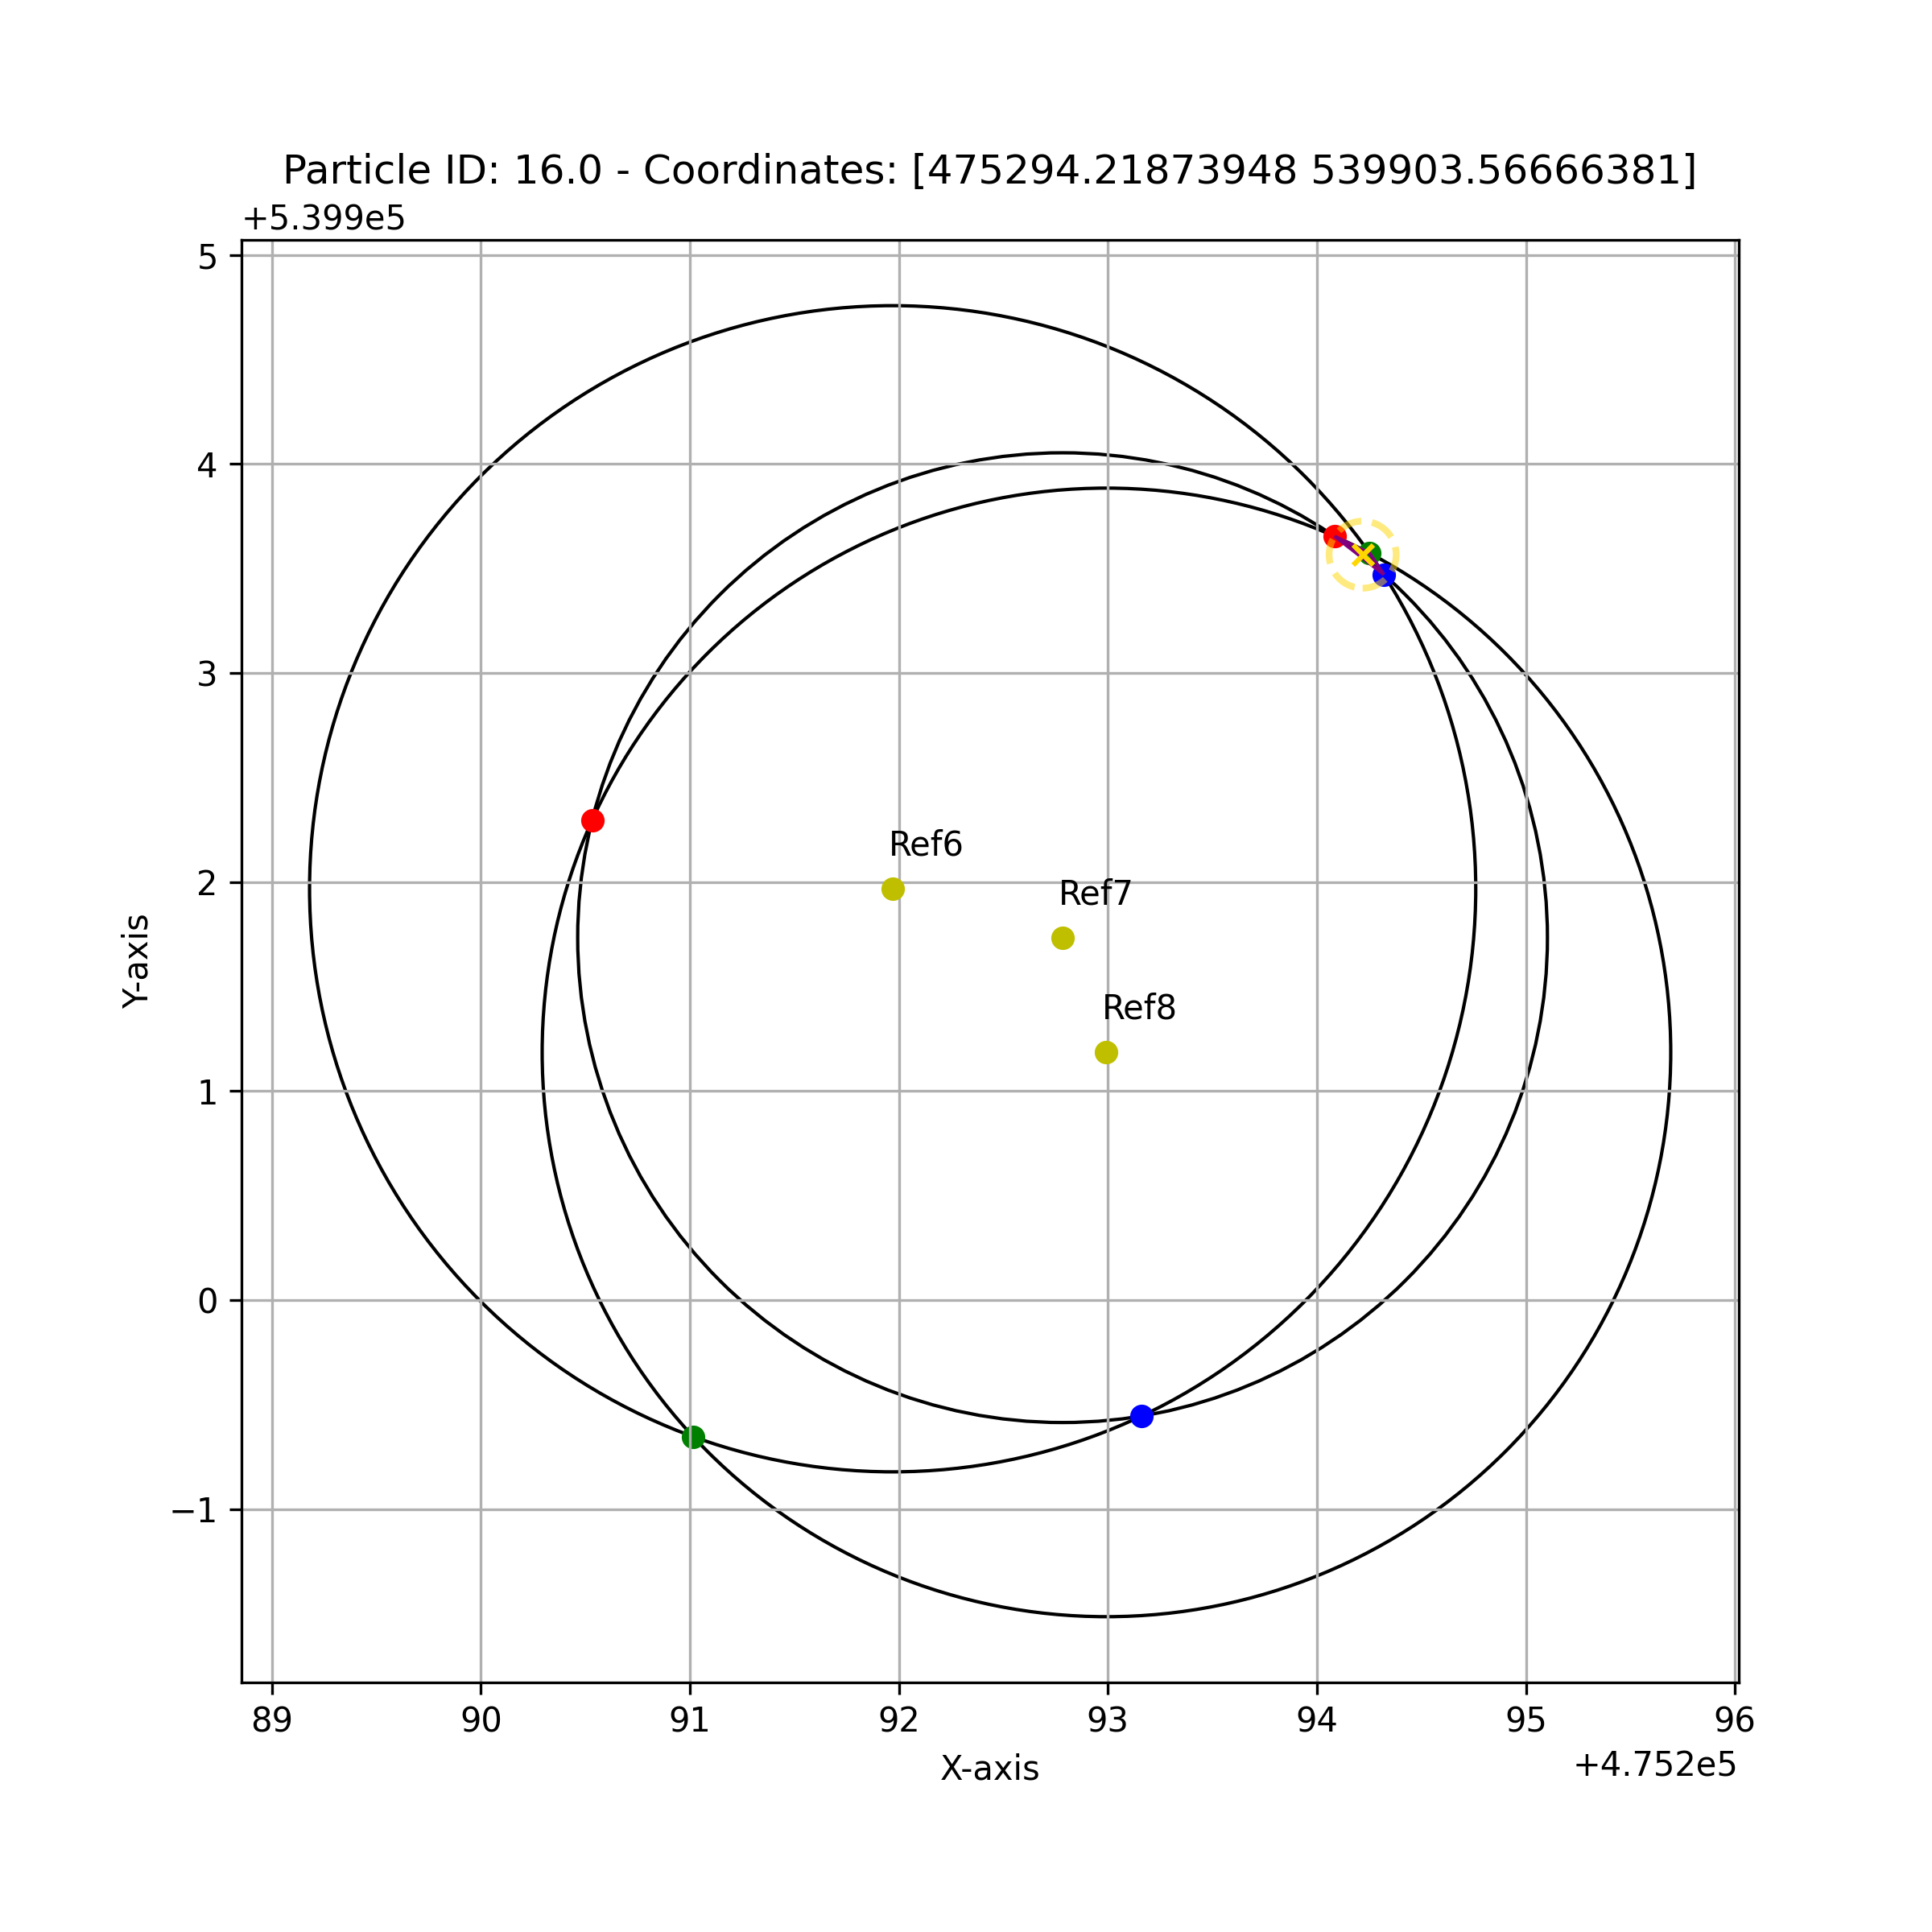 Particle ID: 16.0 - Coordinates: [475294.21873948 539903.56666381]
+5.399e5
5
4
3
2
1
0
−1
Y-axis
Ref6
Ref7
Ref8
89 90 91 92 93 94 95 96
X-axis
+4.752e5